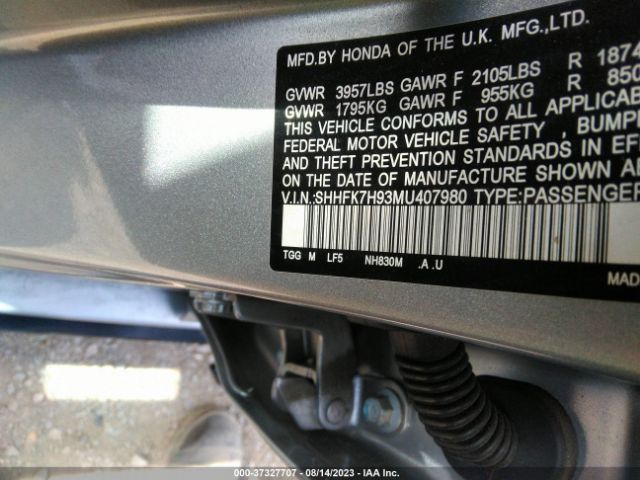 MFD.BY HONDA OF THE U.K. MFG.,LTD.
GVWR 3957LBS GAWR F 2105LBS R 1874
GVWR 1795KG GAWR F 955KG R 850
THIS VEHICLE CONFORMS TO ALL APPLICAB
FEDERAL MOTOR VEHICLE SAFETY , BUMP
AND THEFT PREVENTION STANDARDS IN EFF
ON THE DATE OF MANUFACTURE SHOWN A
V.I.N.:SHHFK7H93MU407980 TYPE:PASSENGER
TGG M LF5 NH830M .A .U
MAD
000-37327707 - 08/14/2023 - IAA Inc.